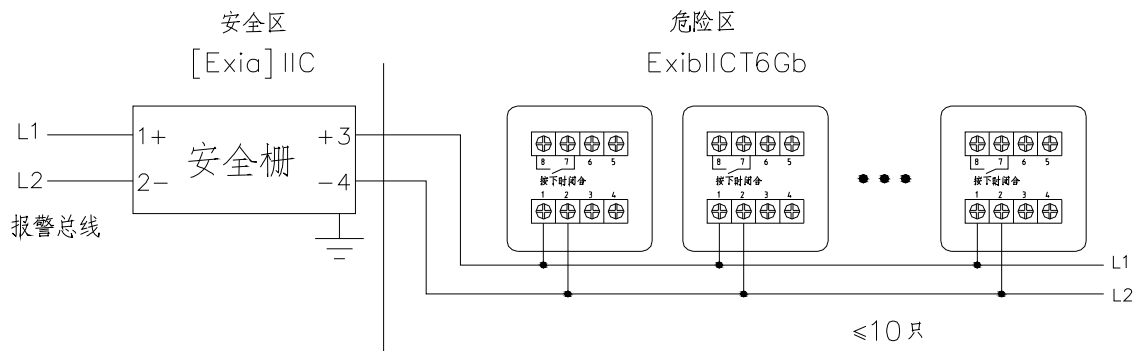 安全区
[Exia] IIC
危险区
ExibIICT6Gb
L1
1+
安全栅
+3
L2
2-
-4
报警总线
8 7 6 5
按下时闭合
1 2 3 4
8 7 6 5
按下时闭合
1 2 3 4
8 7 6 5
按下时闭合
1 2 3 4
L1
L2
≤10只